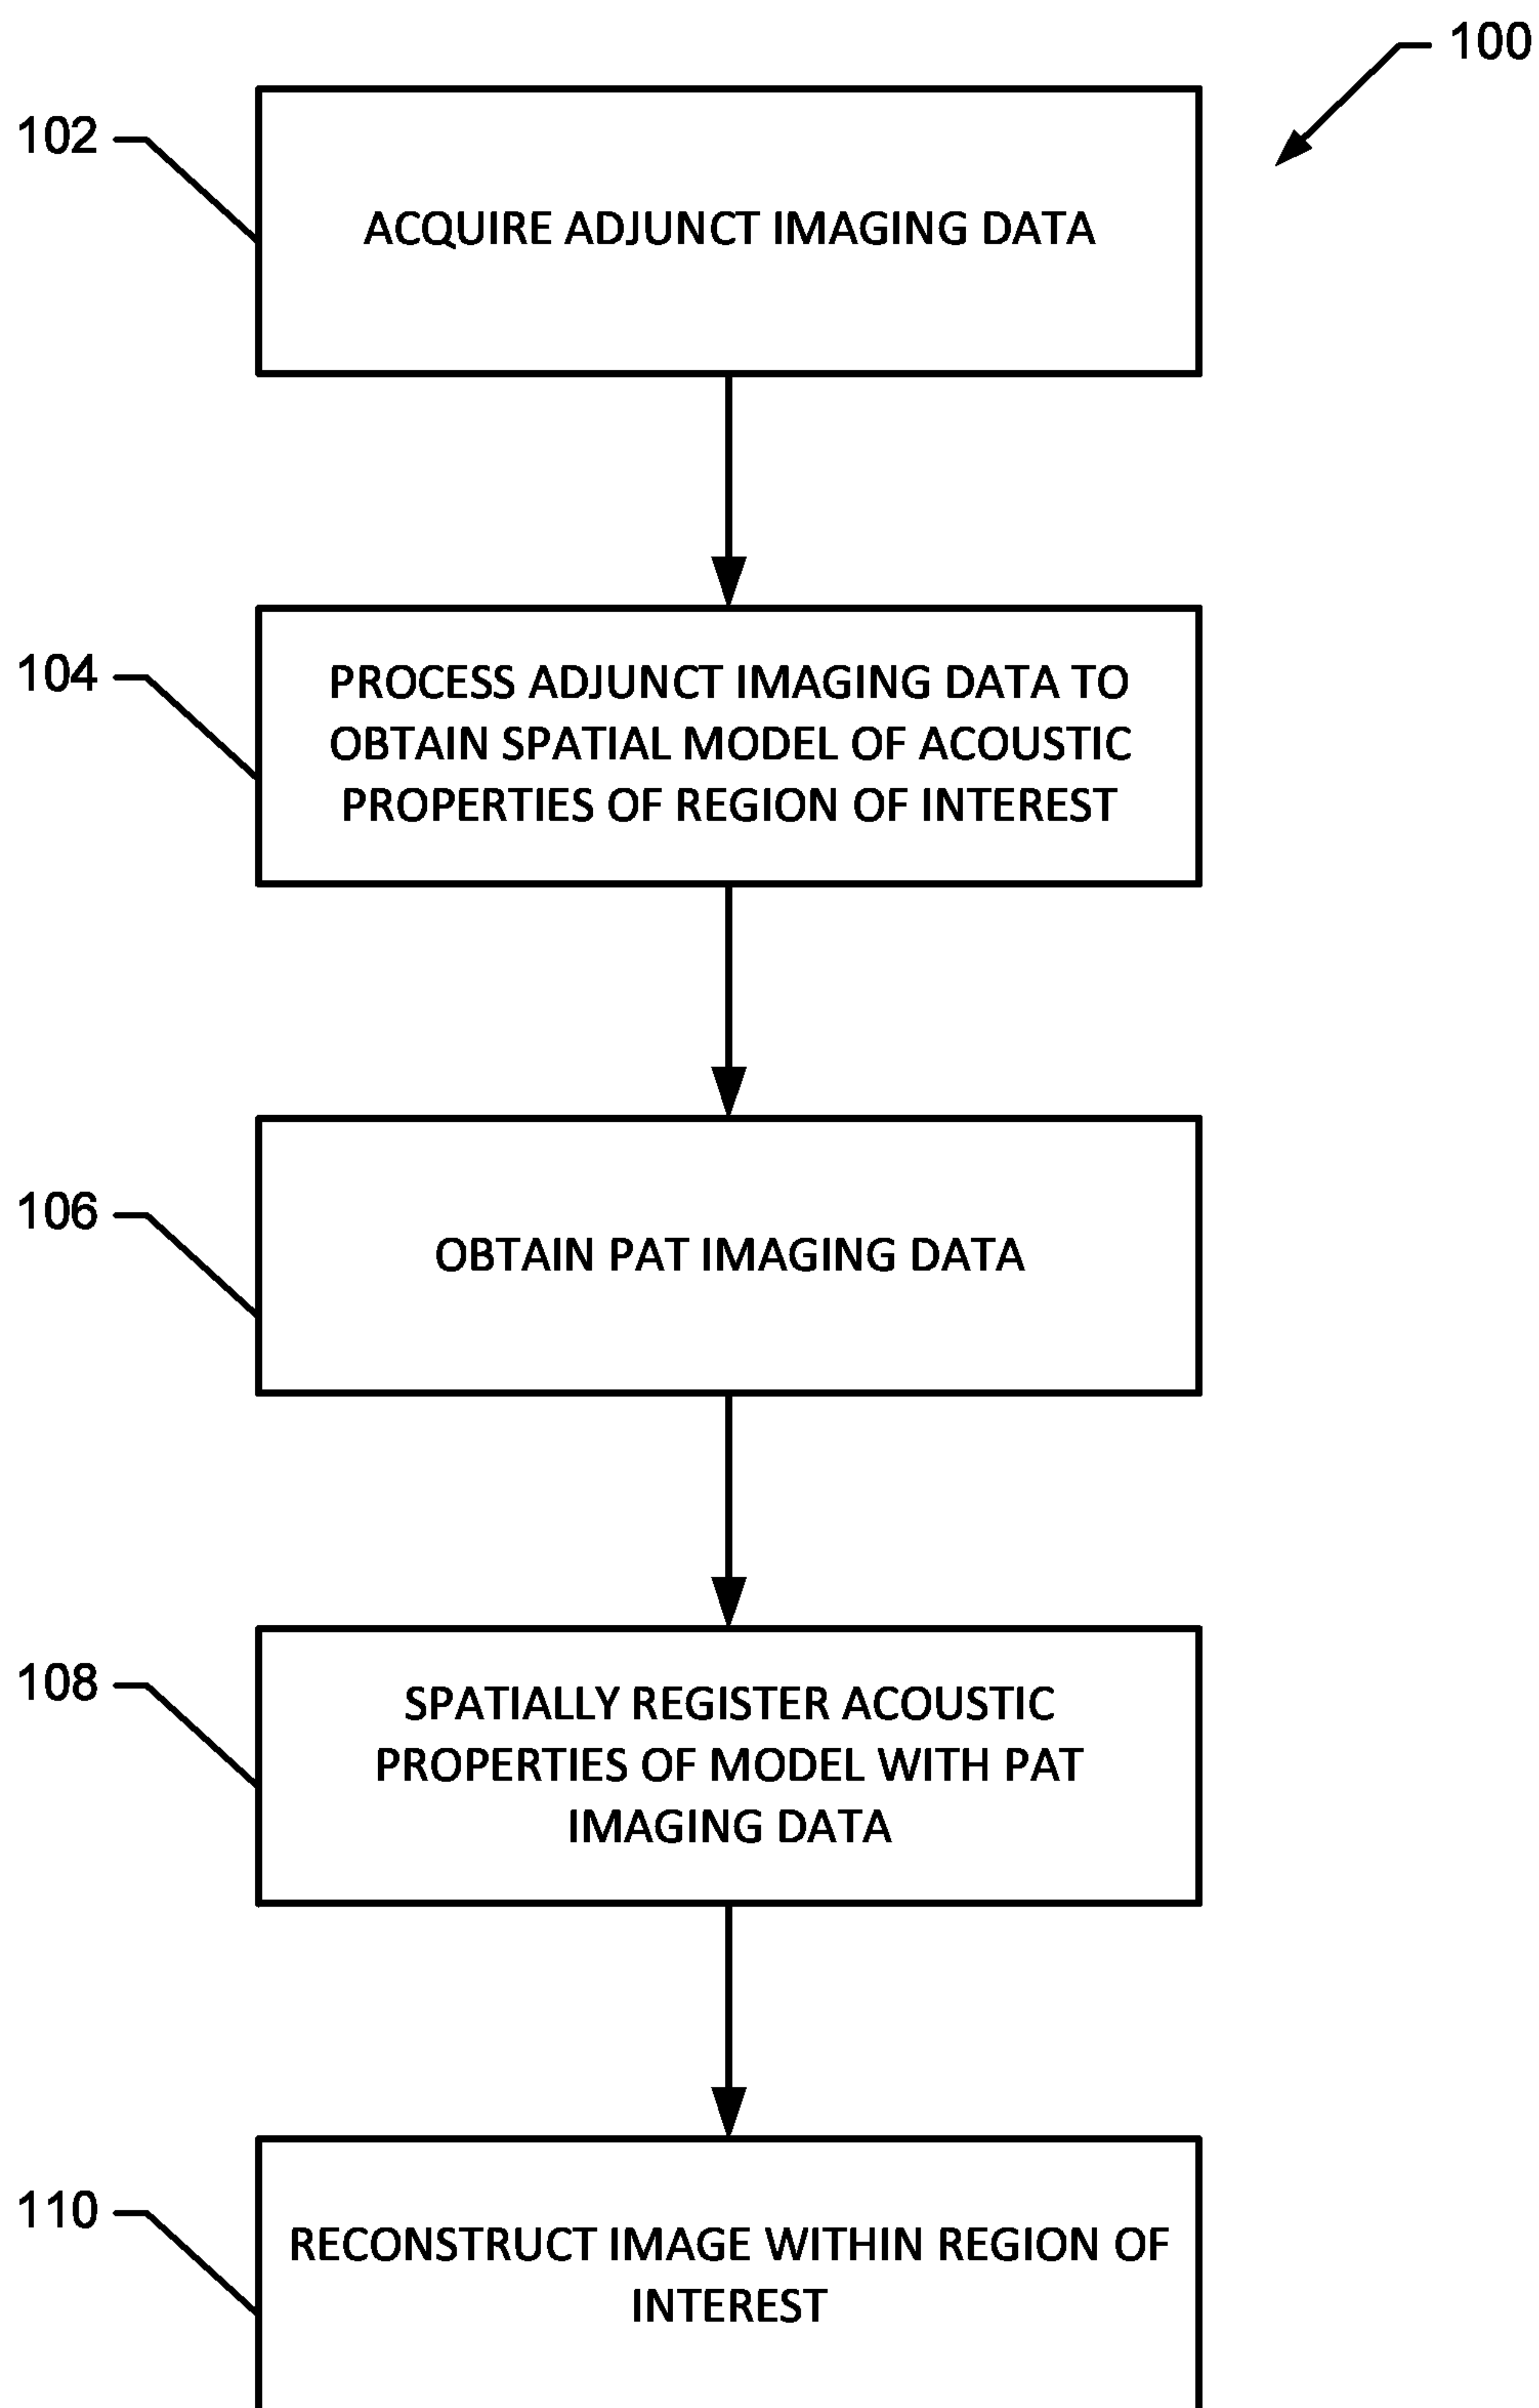 100
102
ACQUIRE ADJUNCT IMAGING DATA
104
PROCESS ADJUNCT IMAGING DATA TO
OBTAIN SPATIAL MODEL OF ACOUSTIC
PROPERTIES OF REGION OF INTEREST
106
OBTAIN PAT IMAGING DATA
108
SPATIALLY REGISTER ACOUSTIC
PROPERTIES OF MODEL WITH PAT
IMAGING DATA
110
RECONSTRUCT IMAGE WITHIN REGION OF
INTEREST